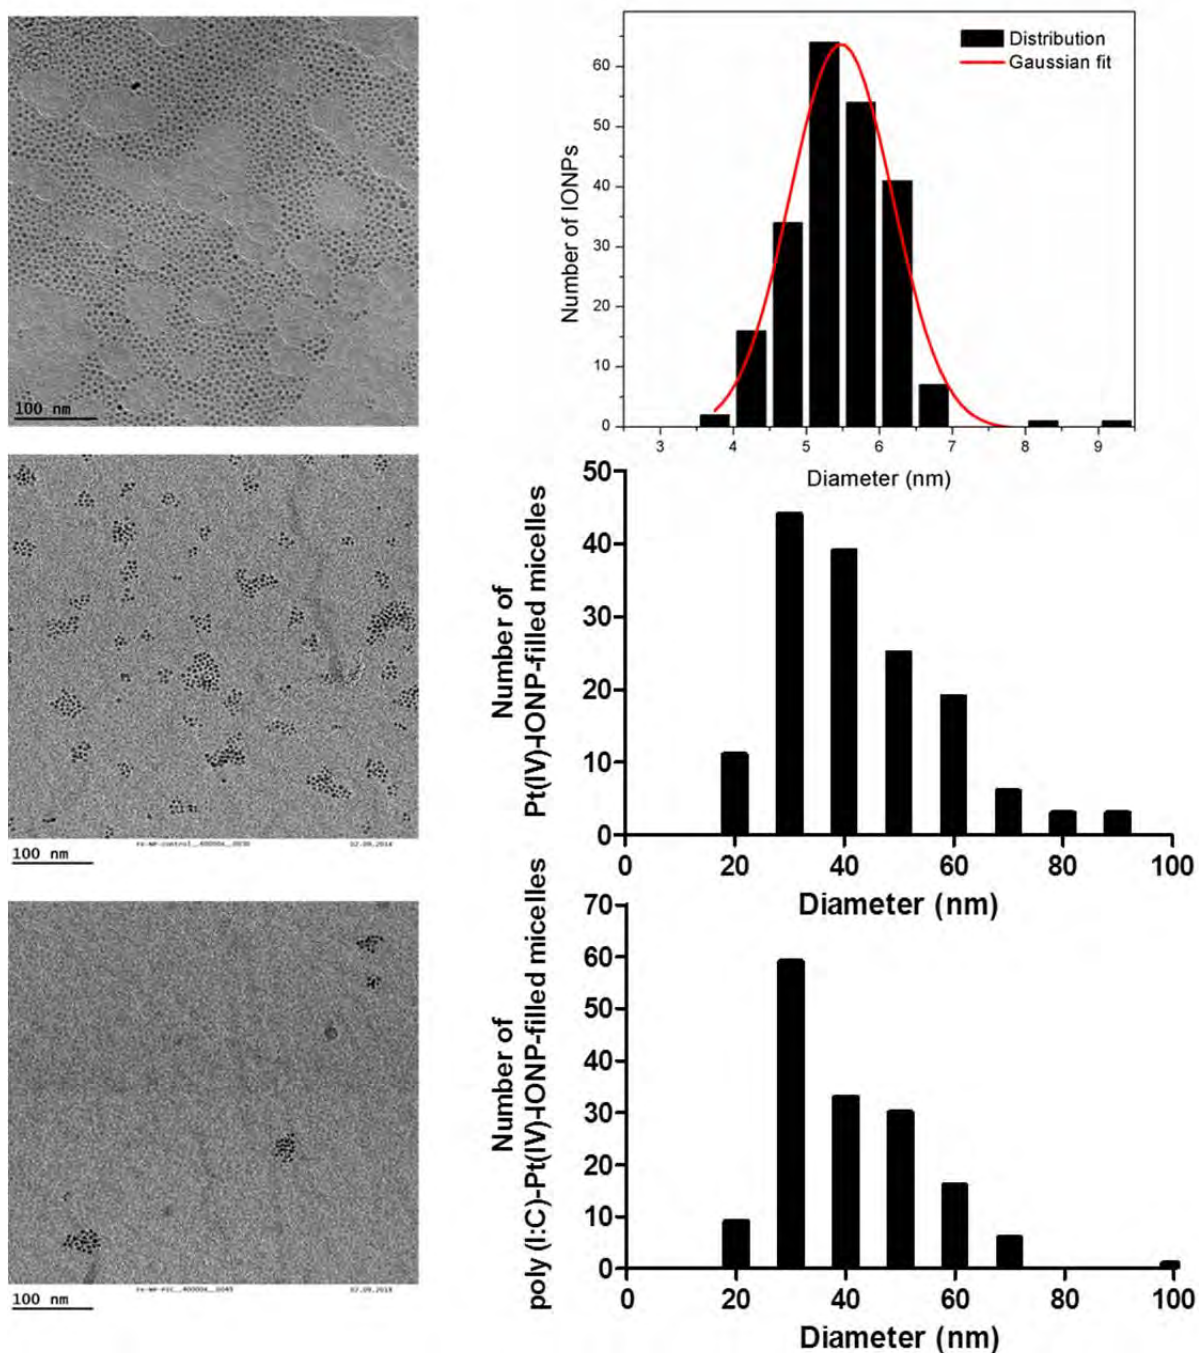 100 nm
Distribution
Gaussian fit
60
50
40
30
20
10
0
3 4 5 6 7 8 9
Number of IONPs
Diameter (nm)
100 nm
02.09.2014
Number of
Pt(IV)-IONP-filled micelles
50
40
30
20
10
0
0 20 40 60 80 100
Diameter (nm)
100 nm
Number of
poly (I:C)-Pt(IV)-IONP-filled micelles
70
60
50
40
30
20
10
0
0 20 40 60 80 100
Diameter (nm)